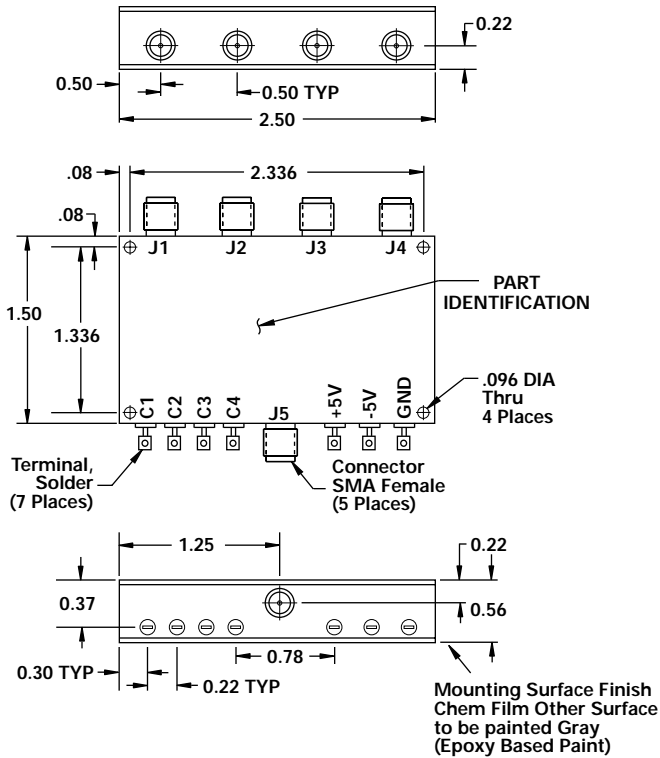 0.22
0.50
0.50 TYP
2.50
.08
2.336
.08
J1
J2
J3
J4
1.50
1.336
PART
IDENTIFICATION
.096 DIA
Thru
4 Places
C1
C2
C3
C4
J5
+5V
-5V
GND
Terminal,
Solder
(7 Places)
Connector
SMA Female
(5 Places)
1.25
0.22
0.37
0.56
0.78
0.30 TYP
0.22 TYP
Mounting Surface Finish
Chem Film Other Surface
to be painted Gray
(Epoxy Based Paint)